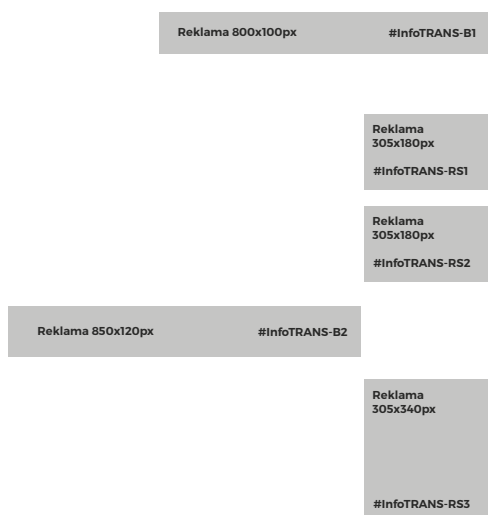 Reklama 800x100px #InfoTRANS-B1
Reklama
305x180px
#InfoTRANS-RS1
Reklama
305x180px
#InfoTRANS-RS2
Reklama 850x120px #InfoTRANS-B2
Reklama
305x340px
#InfoTRANS-RS3